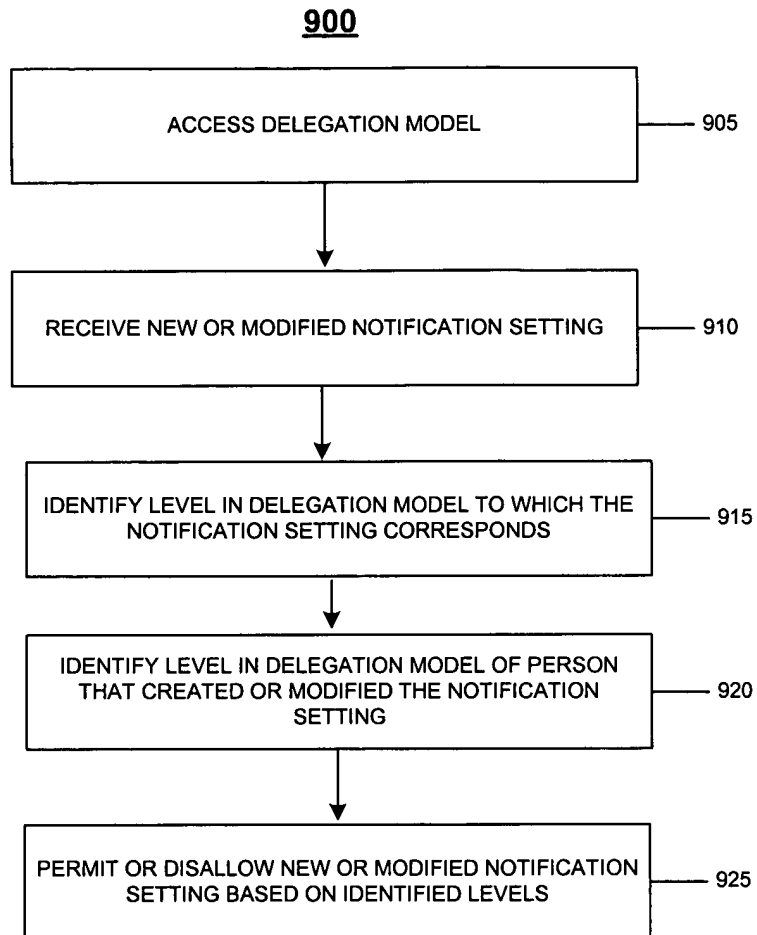 900
ACCESS DELEGATION MODEL
905
RECEIVE NEW OR MODIFIED NOTIFICATION SETTING
910
IDENTIFY LEVEL IN DELEGATION MODEL TO WHICH THE
NOTIFICATION SETTING CORRESPONDS
915
IDENTIFY LEVEL IN DELEGATION MODEL OF PERSON
THAT CREATED OR MODIFIED THE NOTIFICATION
SETTING
920
PERMIT OR DISALLOW NEW OR MODIFIED NOTIFICATION
SETTING BASED ON IDENTIFIED LEVELS
925